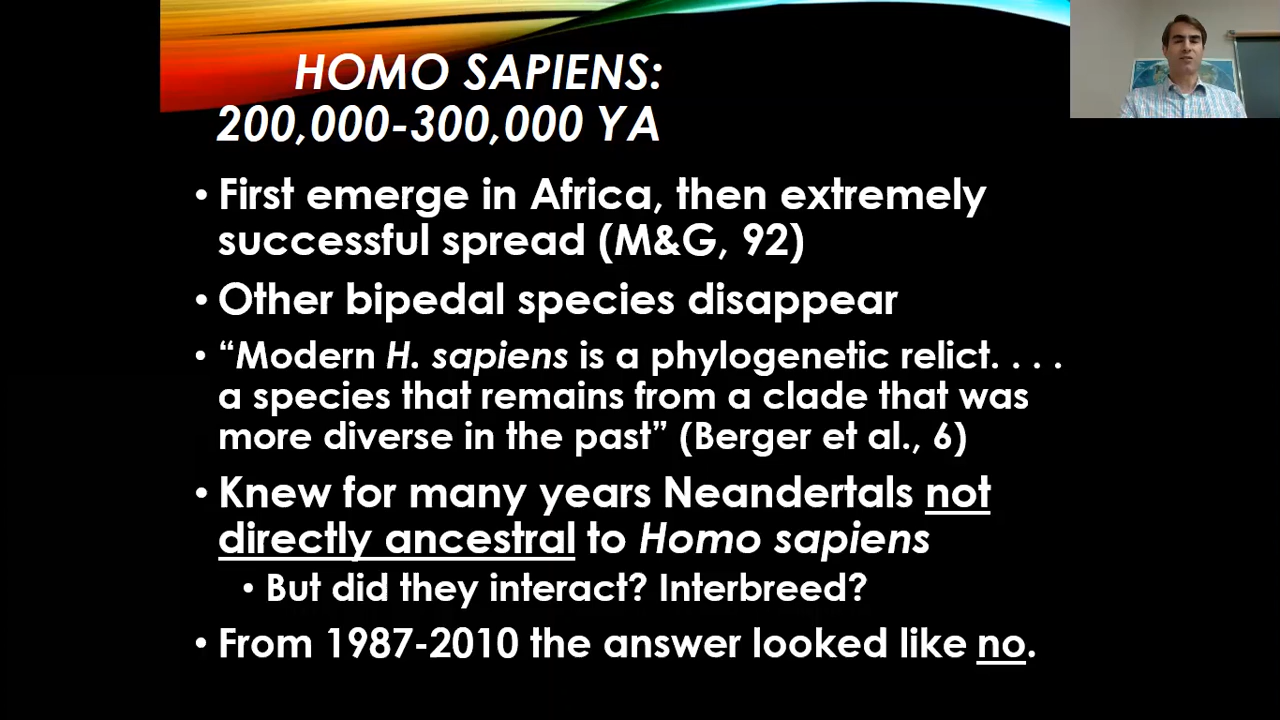 HOMO SAPIENS:
200,000-300,000 YA
• First emerge in Africa, then extremely
successful spread (M&G, 92)
• Other bipedal species disappear
• “Modern H. sapiens is a phylogenetic relict. . . .
a species that remains from a clade that was
more diverse in the past” (Berger et al., 6)
• Knew for many years Neandertals not
directly ancestral to Homo sapiens
• But did they interact? Interbreed?
• From 1987-2010 the answer looked like no.